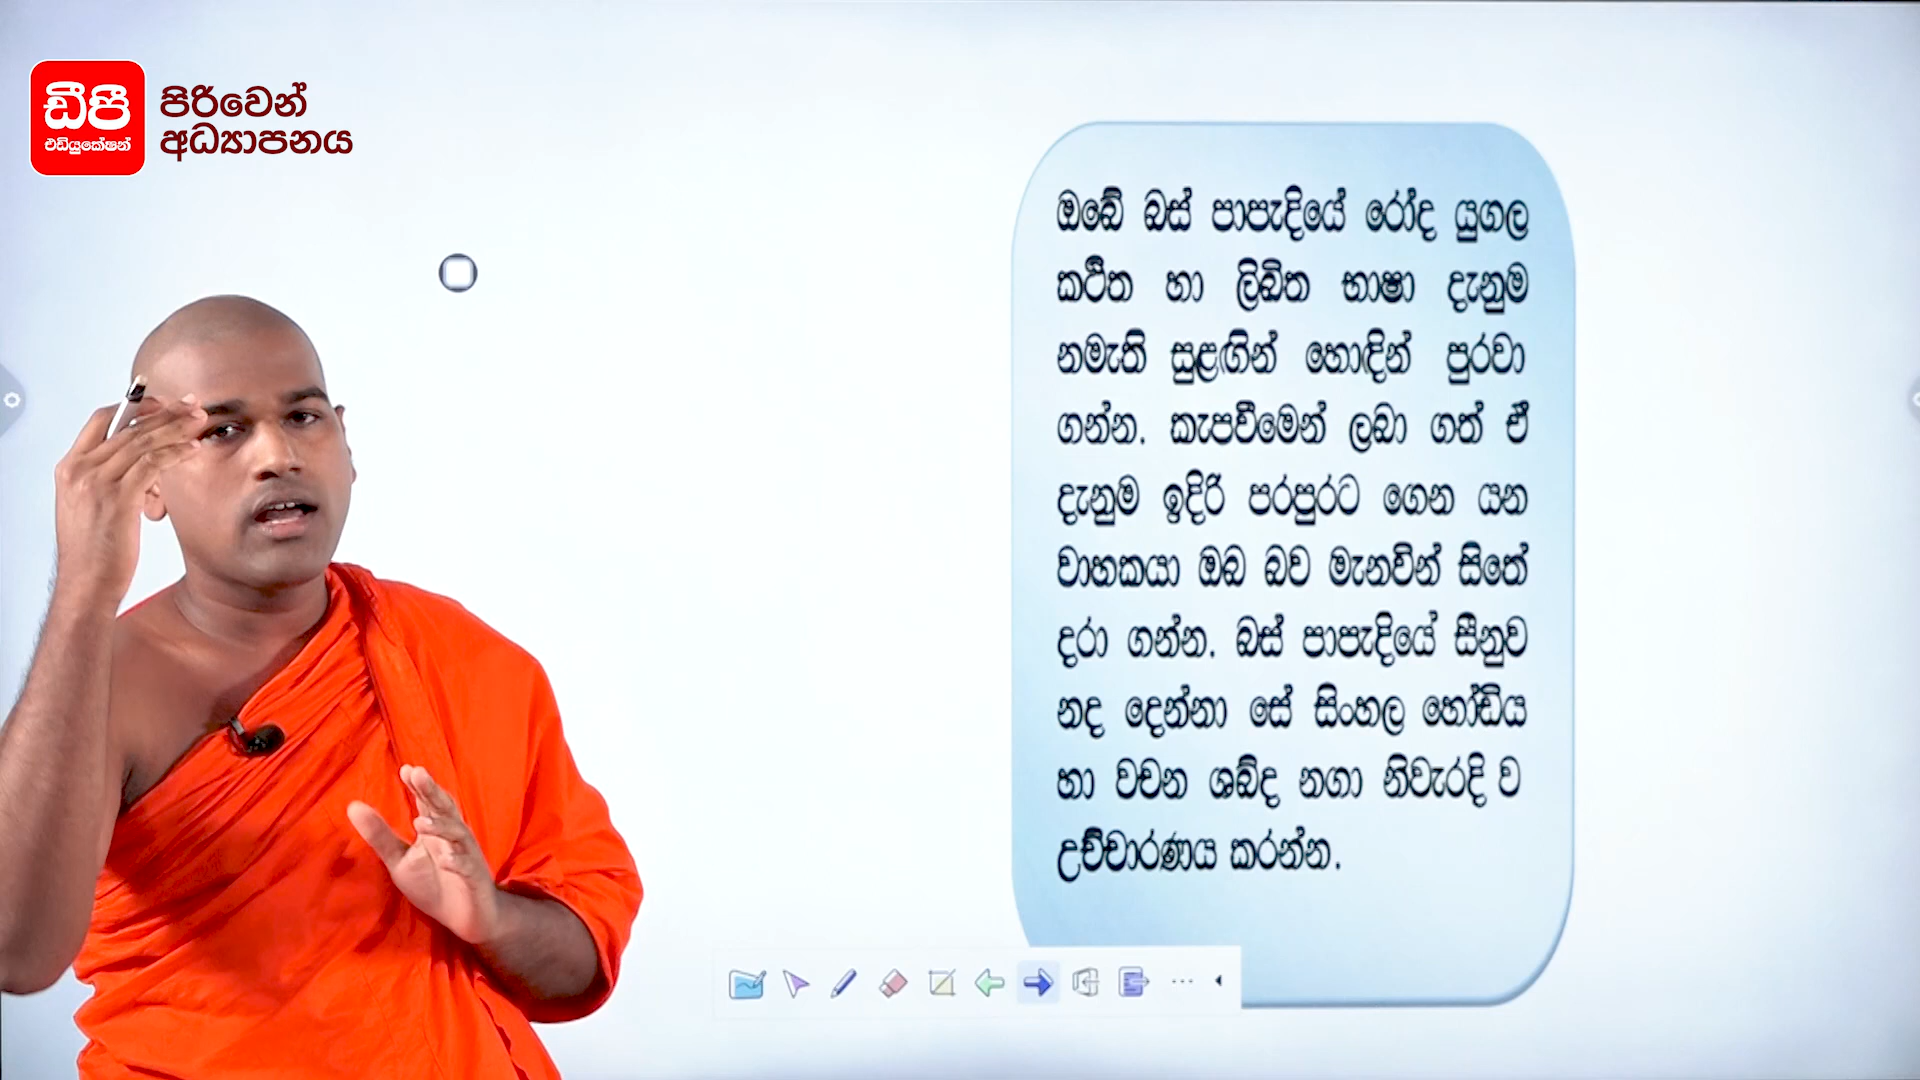 ඩීපී
එඩියුකේෂන්
පිරිවෙන්
අධ්‍යාපනය
ඔබේ බස් පාපැදියේ රෝද යුගල
කථිත හා ලිඛිත භාෂා දැනුම
නමැති සුළඟින් හොඳින් පුරවා
ගන්න. කැපවීමෙන් ලබා ගත් ඒ
දැනුම ඉදිරි පරපුරට ගෙන යන
වාහකයා ඔබ බව මැනවින් සිතේ
දරා ගන්න. බස් පාපැදියේ සීනුව
නද දෙන්නා සේ සිංහල හෝඩිය
හා වචන ශබ්ද නගා නිවැරදි ව
උච්චාරණය කරන්න.